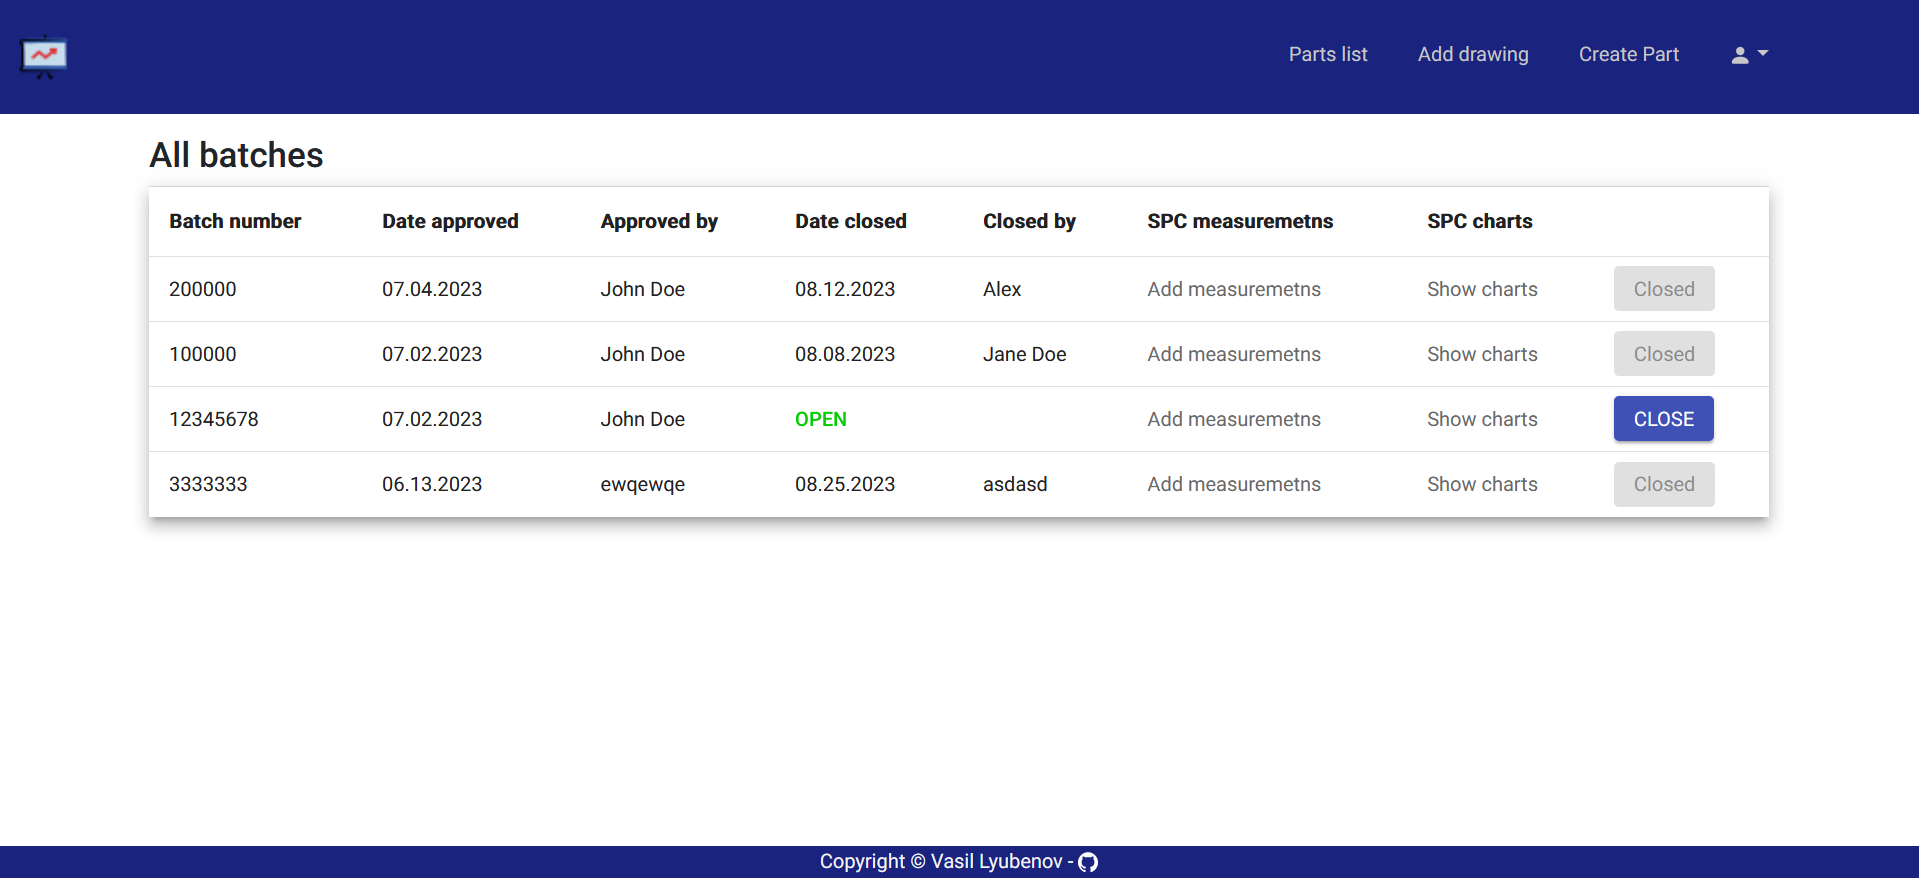 Parts list Add drawing Create Part
All batches
Batch number Date approved Approved by Date closed Closed by SPC measuremetns SPC charts
200000 07.04.2023 John Doe 08.12.2023 Alex Add measuremetns Show charts Closed
100000 07.02.2023 John Doe 08.08.2023 Jane Doe Add measuremetns Show charts Closed
12345678 07.02.2023 John Doe OPEN Add measuremetns Show charts CLOSE
3333333 06.13.2023 ewqewqe 08.25.2023 asdasd Add measuremetns Show charts Closed
Copyright © Vasil Lyubenov -